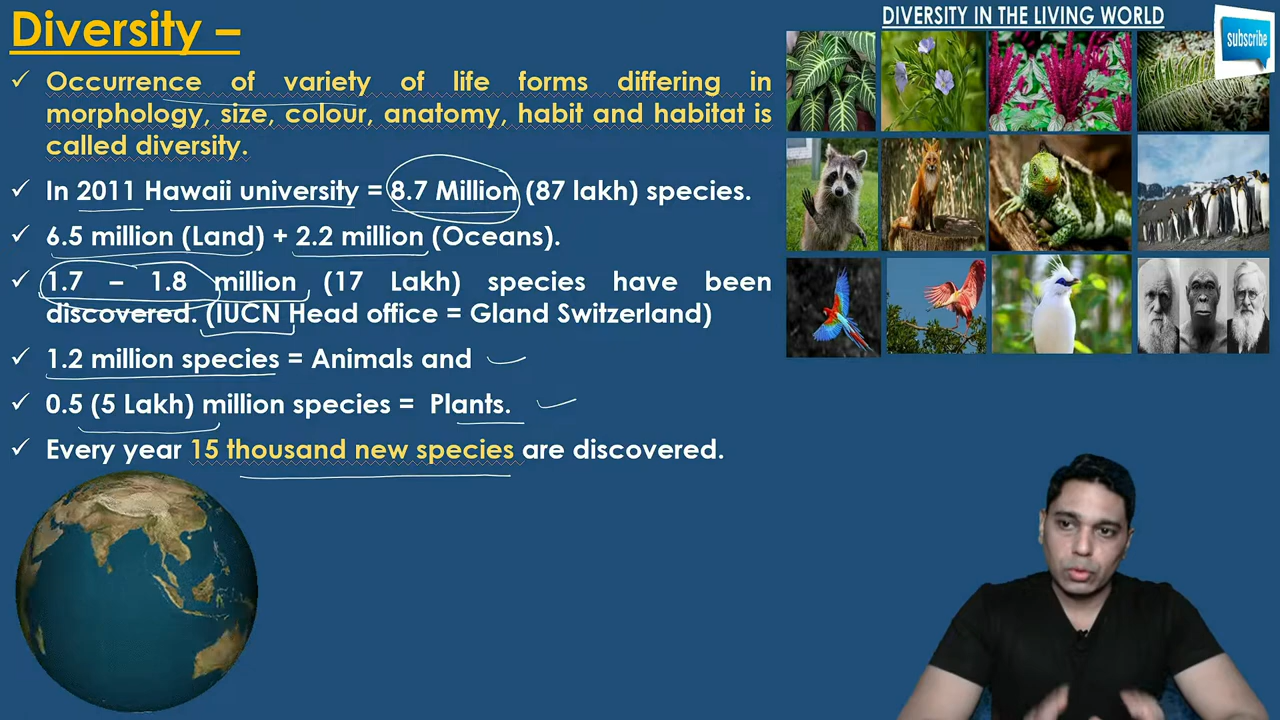 Diversity –
DIVERSITY IN THE LIVING WORLD
subscribe
✓ Occurrence of variety of life forms differing in
morphology, size, colour, anatomy, habit and habitat is
called diversity.
✓ In 2011 Hawaii university = 8.7 Million (87 lakh) species.
✓ 6.5 million (Land) + 2.2 million (Oceans).
✓ 1.7 – 1.8 million (17 Lakh) species have been
discovered. (IUCN Head office = Gland Switzerland)
✓ 1.2 million species = Animals and
✓ 0.5 (5 Lakh) million species = Plants.
✓ Every year 15 thousand new species are discovered.